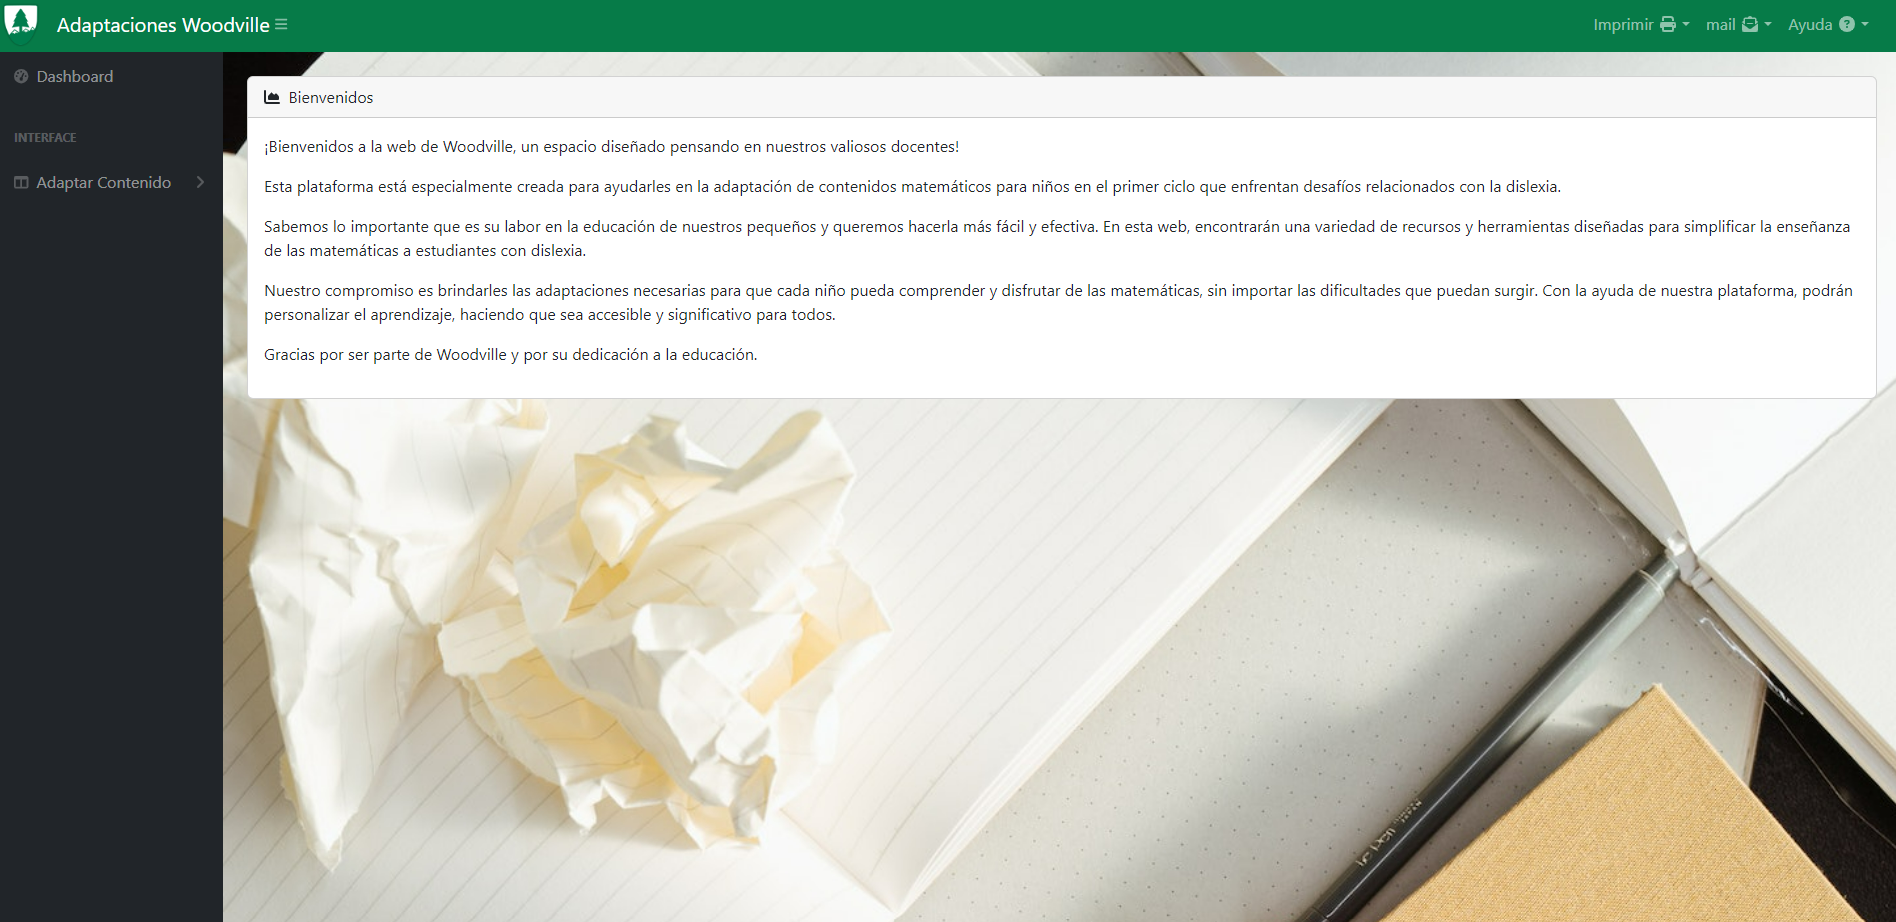 Adaptaciones Woodville
Imprimir
mail
Ayuda
Dashboard
INTERFACE
Adaptar Contenido
Bienvenidos
¡Bienvenidos a la web de Woodville, un espacio diseñado pensando en nuestros valiosos docentes!
Esta plataforma está especialmente creada para ayudarles en la adaptación de contenidos matemáticos para niños en el primer ciclo que enfrentan desafíos relacionados con la dislexia.
Sabemos lo importante que es su labor en la educación de nuestros pequeños y queremos hacerla más fácil y efectiva. En esta web, encontrarán una variedad de recursos y herramientas diseñadas para simplificar la enseñanza
de las matemáticas a estudiantes con dislexia.
Nuestro compromiso es brindarles las adaptaciones necesarias para que cada niño pueda comprender y disfrutar de las matemáticas, sin importar las dificultades que puedan surgir. Con la ayuda de nuestra plataforma, podrán
personalizar el aprendizaje, haciendo que sea accesible y significativo para todos.
Gracias por ser parte de Woodville y por su dedicación a la educación.
le Pen